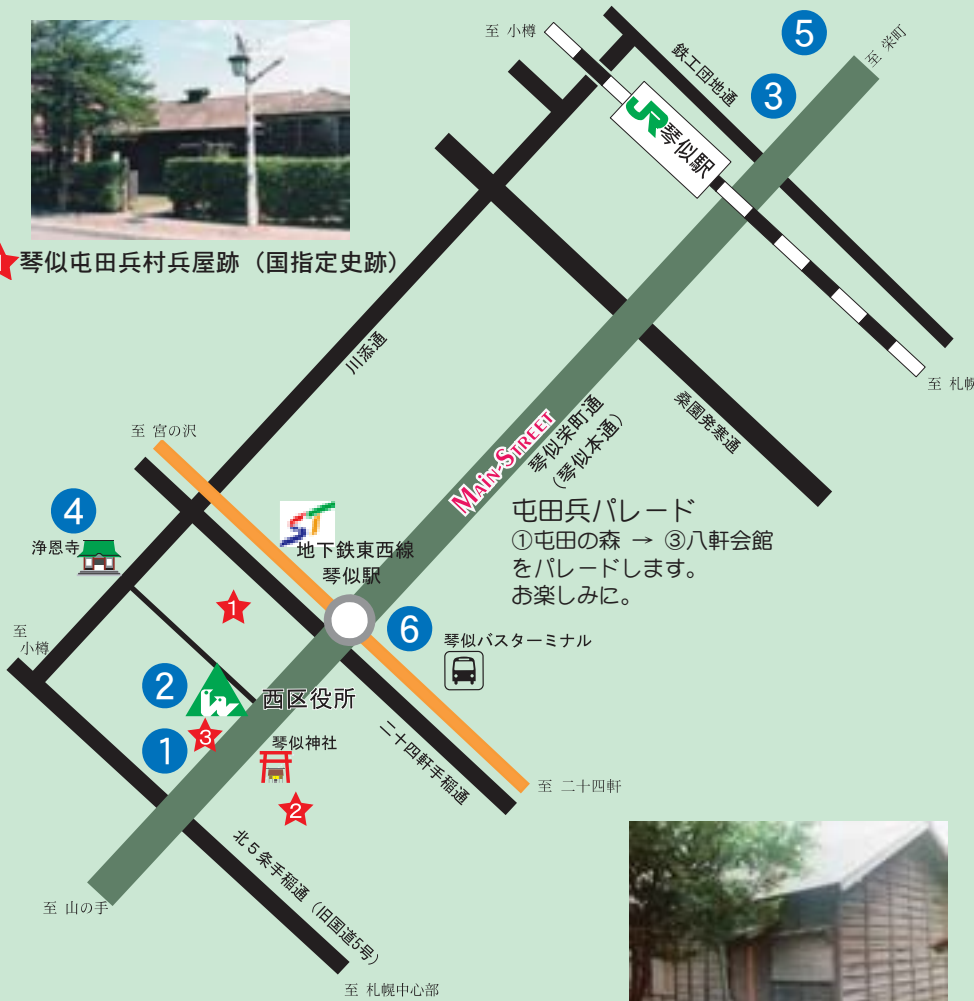 至 小樽
鉄工団地通
⑤
至 栄町
③
JR琴似駅
琴似屯田兵村兵屋跡（国指定史跡）
川添通
至 札幌
至 宮の沢
桑園発寒通
MAIN-STREET
琴似栄町通
（琴似本通）
④
浄恩寺
ST
地下鉄東西線
琴似駅
屯田兵パレード
①屯田の森 → ③八軒会館
をパレードします。
お楽しみに。
1
⑥
琴似バスターミナル
至
小樽
②
西区役所
①
3
琴似神社
2
二十四軒手稲通
至 二十四軒
北5条手稲通（旧国道5号）
至 山の手
至 札幌中心部